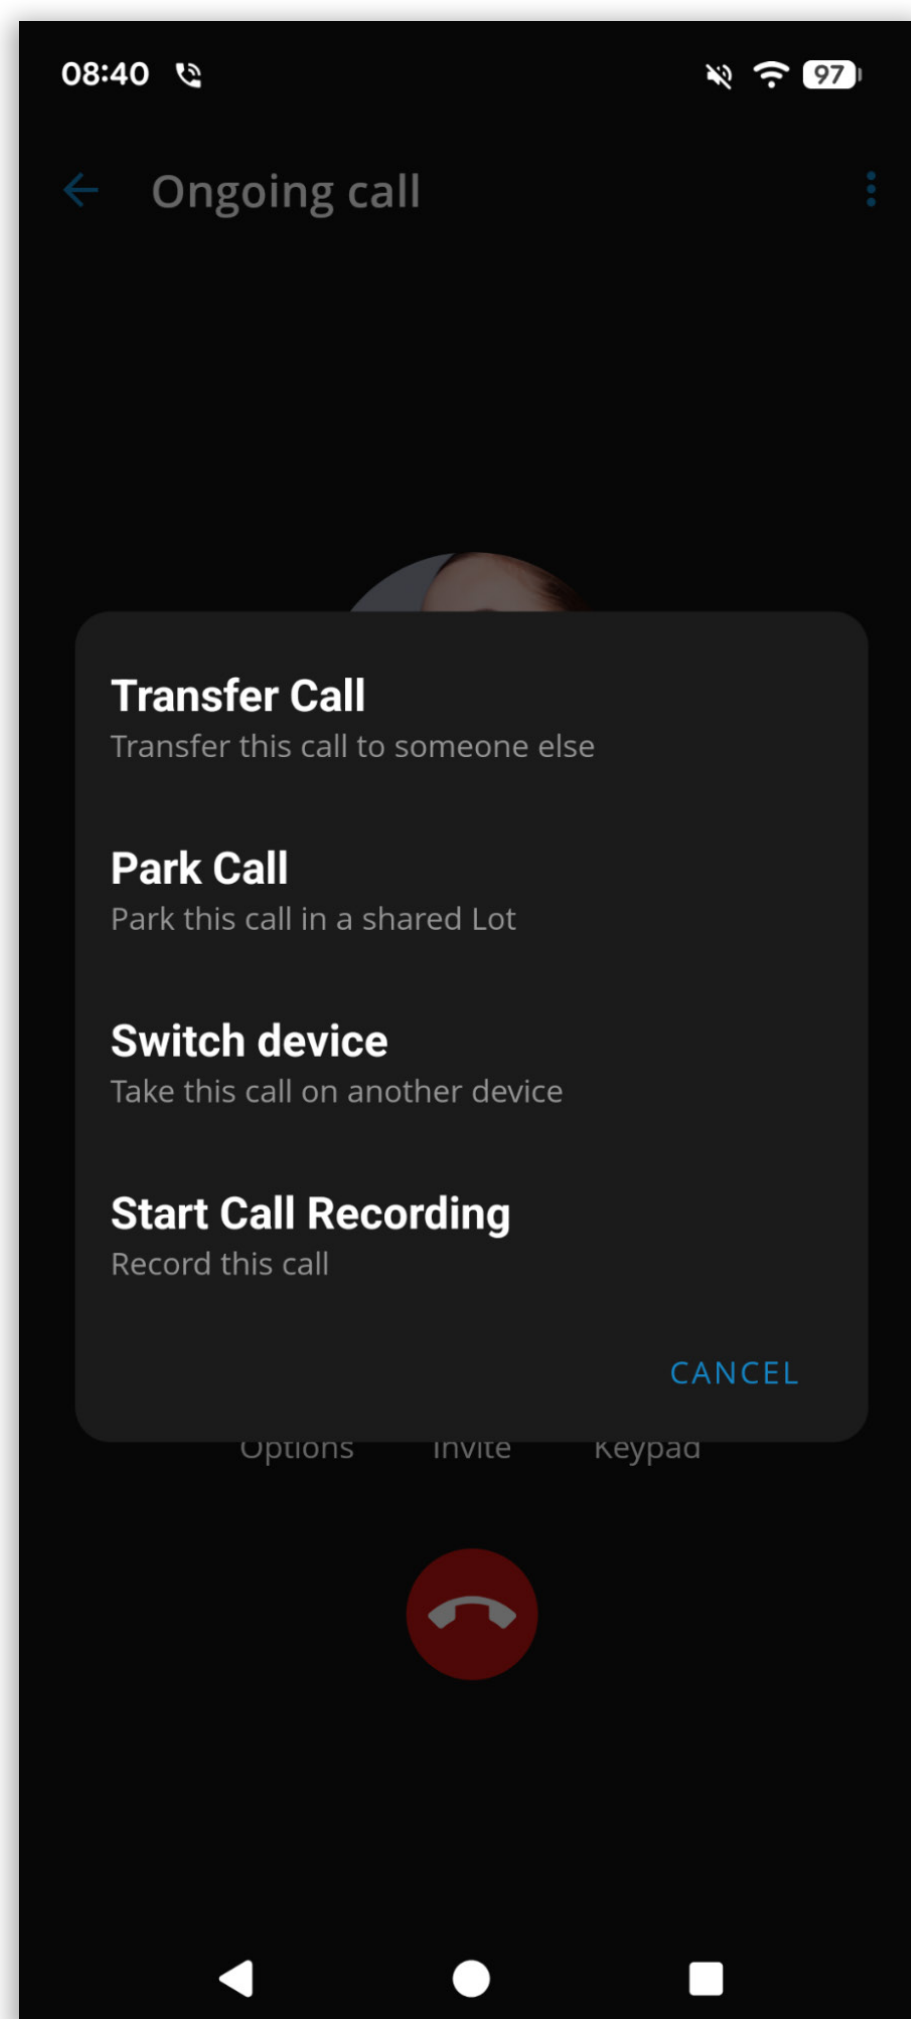 08:40
97
Ongoing call
Transfer Call
Transfer this call to someone else
Park Call
Park this call in a shared Lot
Switch device
Take this call on another device
Start Call Recording
Record this call
CANCEL
Options Invite Keypad